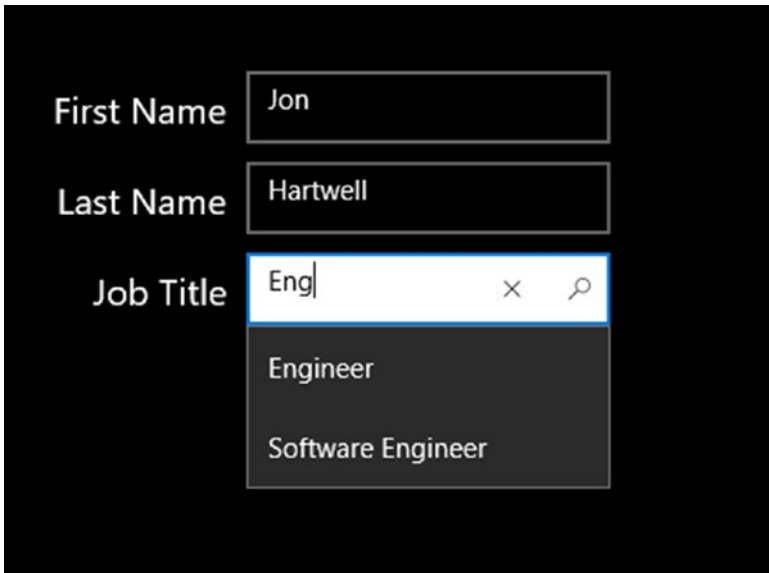 First Name Jon
Last Name Hartwell
Job Title Eng
Engineer
Software Engineer